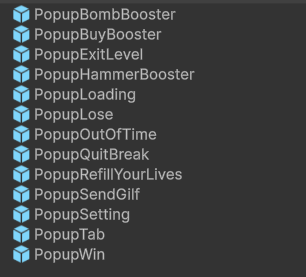 PopupBombBooster
PopupBuyBooster
PopupExitLevel
PopupHammerBooster
PopupLoading
PopupLose
PopupOutOfTime
PopupQuitBreak
PopupRefillYourLives
PopupSendGilf
PopupSetting
PopupTab
PopupWin